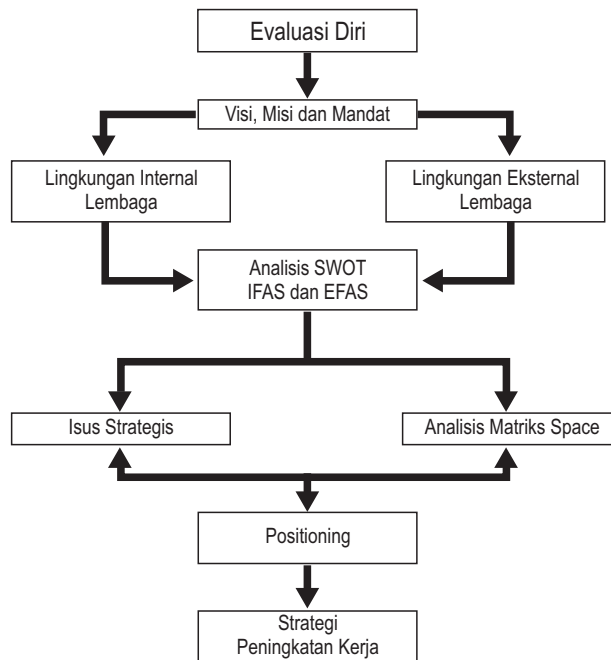 Evaluasi Diri
Visi, Misi dan Mandat
Lingkungan Internal
Lembaga
Lingkungan Eksternal
Lembaga
Analisis SWOT
IFAS dan EFAS
Isus Strategis
Analisis Matriks Space
Positioning
Strategi
Peningkatan Kerja